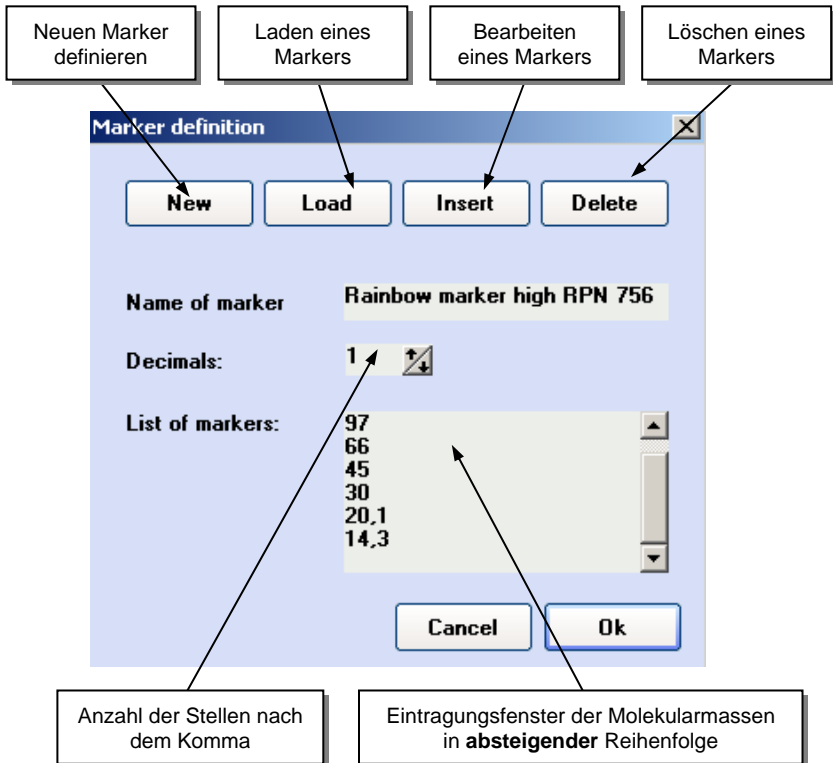 Neuen Marker
definieren
Laden eines
Markers
Bearbeiten
eines Markers
Löschen eines
Markers
Marker definition
New
Load
Insert
Delete
Name of marker
Rainbow marker high RPN 756
Decimals:
1
List of markers:
97
66
45
30
20,1
14,3
Cancel
Ok
Anzahl der Stellen nach
dem Komma
Eintragungsfenster der Molekularmassen
in absteigender Reihenfolge